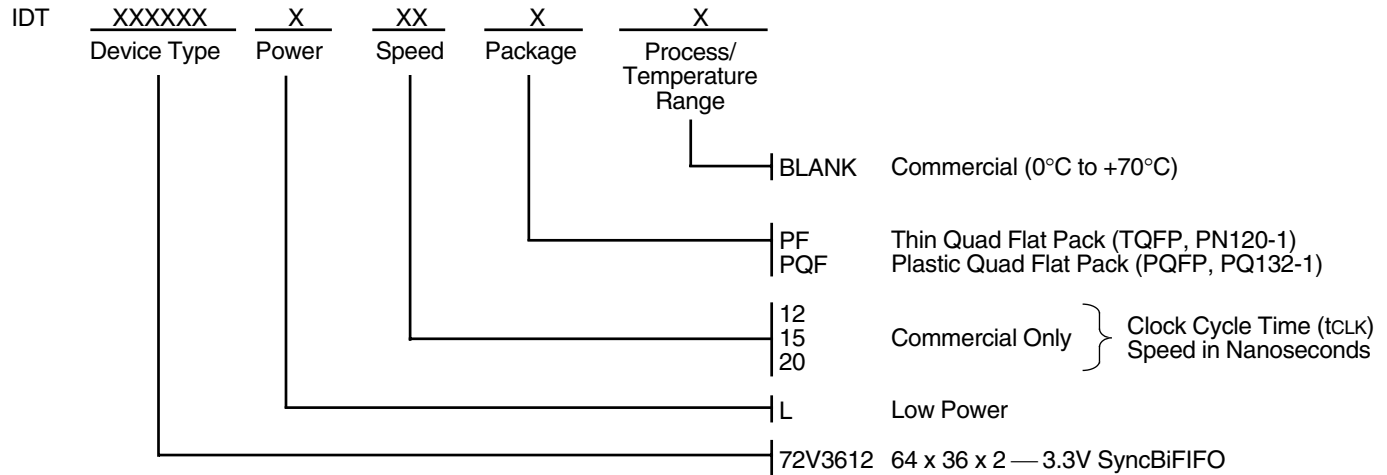 IDT XXXXXX X XX X X
Device Type Power Speed Package Process/
Temperature
Range
BLANK Commercial (0°C to +70°C)
PF Thin Quad Flat Pack (TQFP, PN120-1)
PQF Plastic Quad Flat Pack (PQFP, PQ132-1)
12
15 Commercial Only Clock Cycle Time (tCLK)
20 Speed in Nanoseconds
L Low Power
72V3612 64 x 36 x 2 — 3.3V SyncBiFIFO